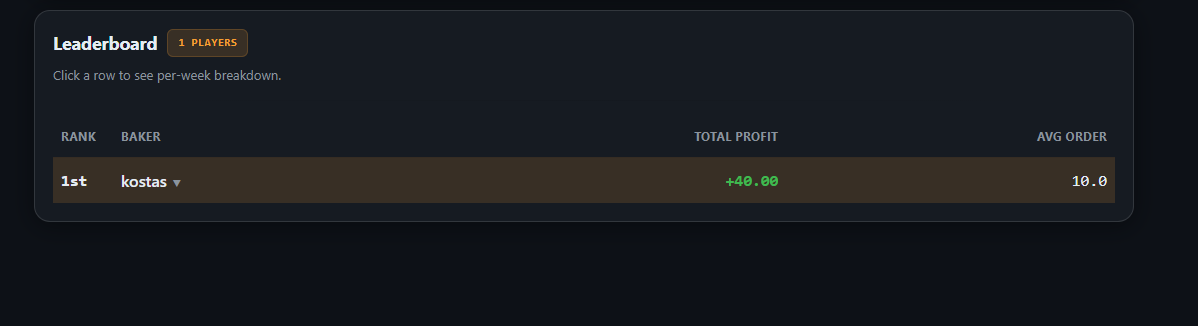 Leaderboard 1 PLAYERS
Click a row to see per-week breakdown.
RANK BAKER TOTAL PROFIT AVG ORDER
1st kostas ▼ +40.00 10.0